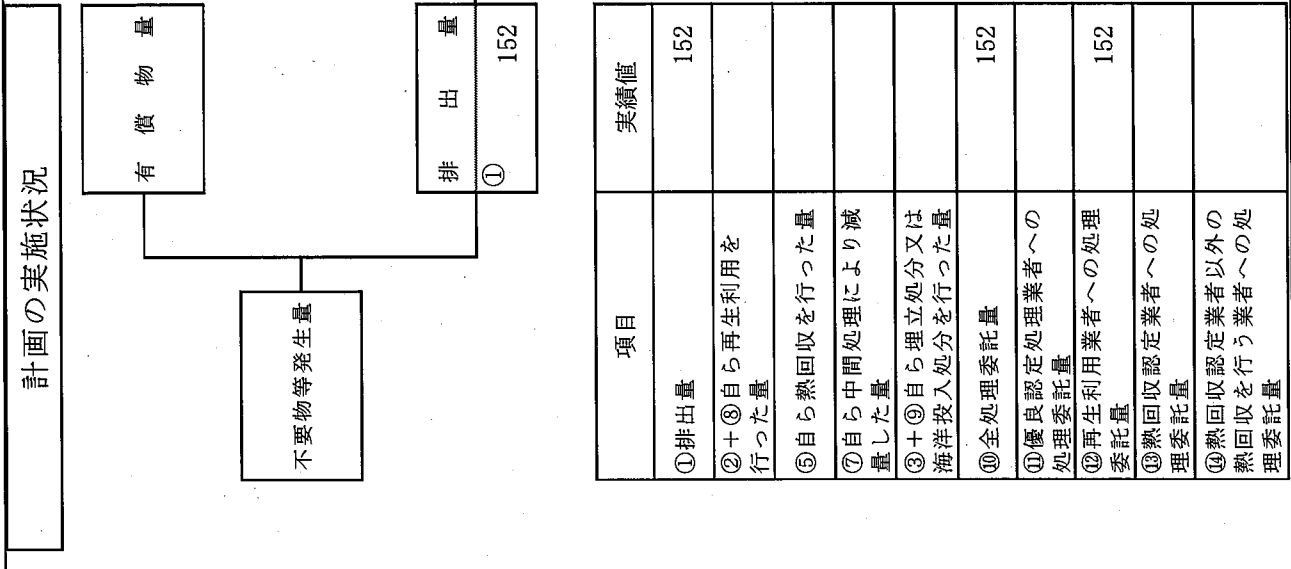 計画の実施状況
有償物量
不要物等発生量
排出量
① 152
項目 実績値
①排出量 152
②+⑧自ら再生利用を
行った量
⑤自ら熱回収を行った量
⑦自ら中間処理により減
量した量
③+⑨自ら埋立処分又は
海洋投入処分を行った量
⑩全処理委託量 152
⑪優良認定処理業者への
処理委託量
⑫再生利用業者への処理
委託量 152
⑬熱回収認定業者への処
理委託量
⑭熱回収認定業者以外の
熱回収を行う業者への処
理委託量